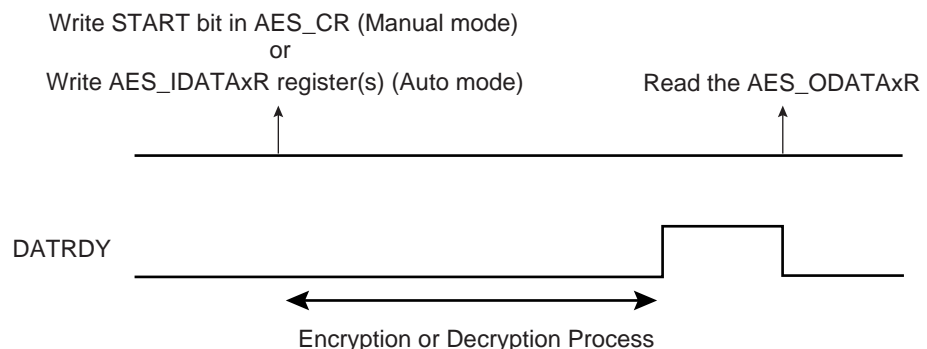 Write START bit in AES_CR (Manual mode)
or
Write AES_IDATAxR register(s) (Auto mode)
Read the AES_ODATAxR
DATRDY
Encryption or Decryption Process